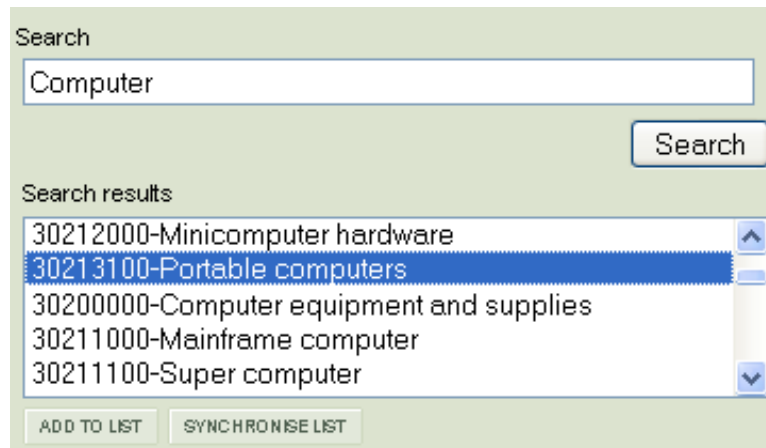 Search
Computer
Search
Search results
30212000-Minicomputer hardware
30213100-Portable computers
30200000-Computer equipment and supplies
30211000-Mainframe computer
30211100-Super computer
ADD TO LIST SYNCHRONISE LIST